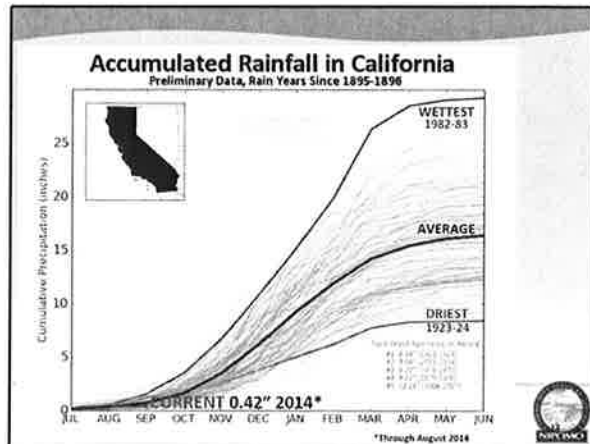 Accumulated Rainfall in California
Preliminary Data, Rain Years Since 1895-1896
Cumulative Precipitation (inches)
25
20
15
10
5
0
WETTEST
1982-83
AVERAGE
DRIEST
1923-24
CURRENT 0.42" 2014*
JUL AUG SEP OCT NOV DEC JAN FEB MAR APR MAY JUN
*Through August 2014